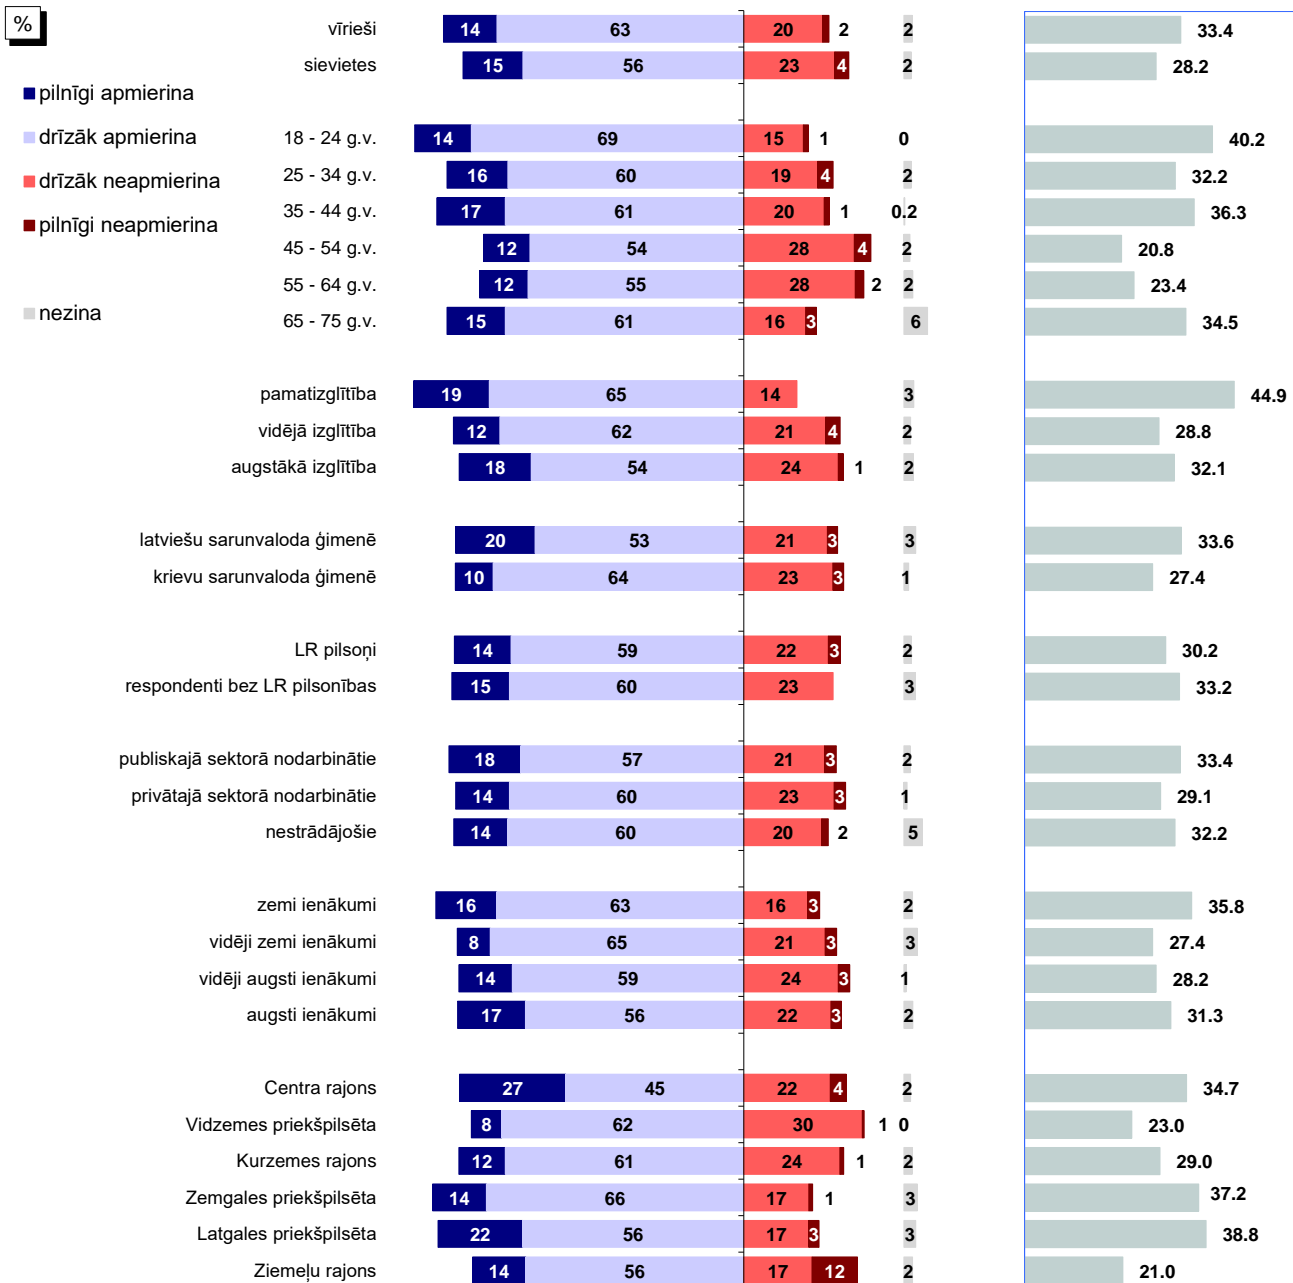 %
pilnīgi apmierina
drīzāk apmierina
drīzāk neapmierina
pilnīgi neapmierina
nezina
vīrieši 14 63 20 2 2 33.4
sievietes 15 56 23 4 2 28.2
18 - 24 g.v. 14 69 15 1 0 40.2
25 - 34 g.v. 16 60 19 4 2 32.2
35 - 44 g.v. 17 61 20 1 0.2 36.3
45 - 54 g.v. 12 54 28 4 2 20.8
55 - 64 g.v. 12 55 28 2 2 23.4
65 - 75 g.v. 15 61 16 3 6 34.5
pamatizglītība 19 65 14 3 44.9
vidējā izglītība 12 62 21 4 2 28.8
augstākā izglītība 18 54 24 1 2 32.1
latviešu sarunvaloda ģimenē 20 53 21 3 3 33.6
krievu sarunvaloda ģimenē 10 64 23 3 1 27.4
LR pilsoņi 14 59 22 3 2 30.2
respondenti bez LR pilsonības 15 60 23 3 33.2
publiskajā sektorā nodarbinātie 18 57 21 3 2 33.4
privātajā sektorā nodarbinātie 14 60 23 3 1 29.1
nestrādājošie 14 60 20 2 5 32.2
zemi ienākumi 16 63 16 3 2 35.8
vidēji zemi ienākumi 8 65 21 3 3 27.4
vidēji augsti ienākumi 14 59 24 3 1 28.2
augsti ienākumi 17 56 22 3 2 31.3
Centra rajons 27 45 22 4 2 34.7
Vidzemes priekšpilsēta 8 62 30 1 0 23.0
Kurzemes rajons 12 61 24 1 2 29.0
Zemgales priekšpilsēta 14 66 17 1 3 37.2
Latgales priekšpilsēta 22 56 17 3 3 38.8
Ziemeļu rajons 14 56 17 12 2 21.0